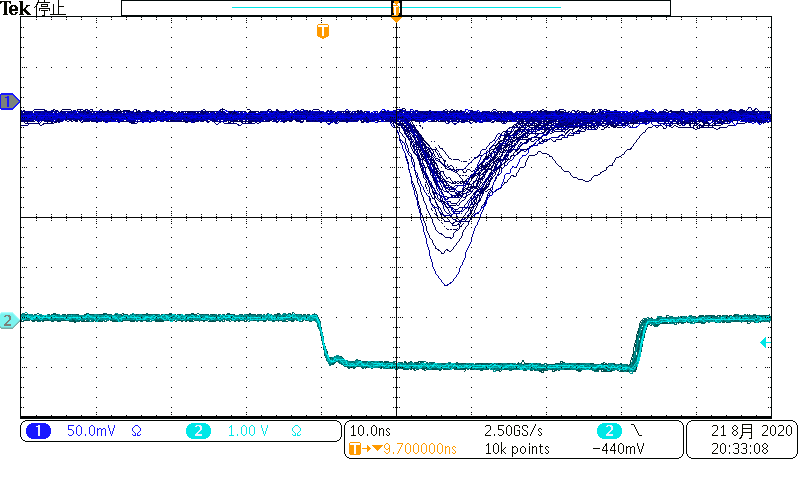 Tek 停止
T
T
1
2
1 50.0mV Ω 2 1.00 V Ω
10.0ns 2.50GS/s 2 21 8月 2020
T→▼9.700000ns 10k points −440mV 20:33:08